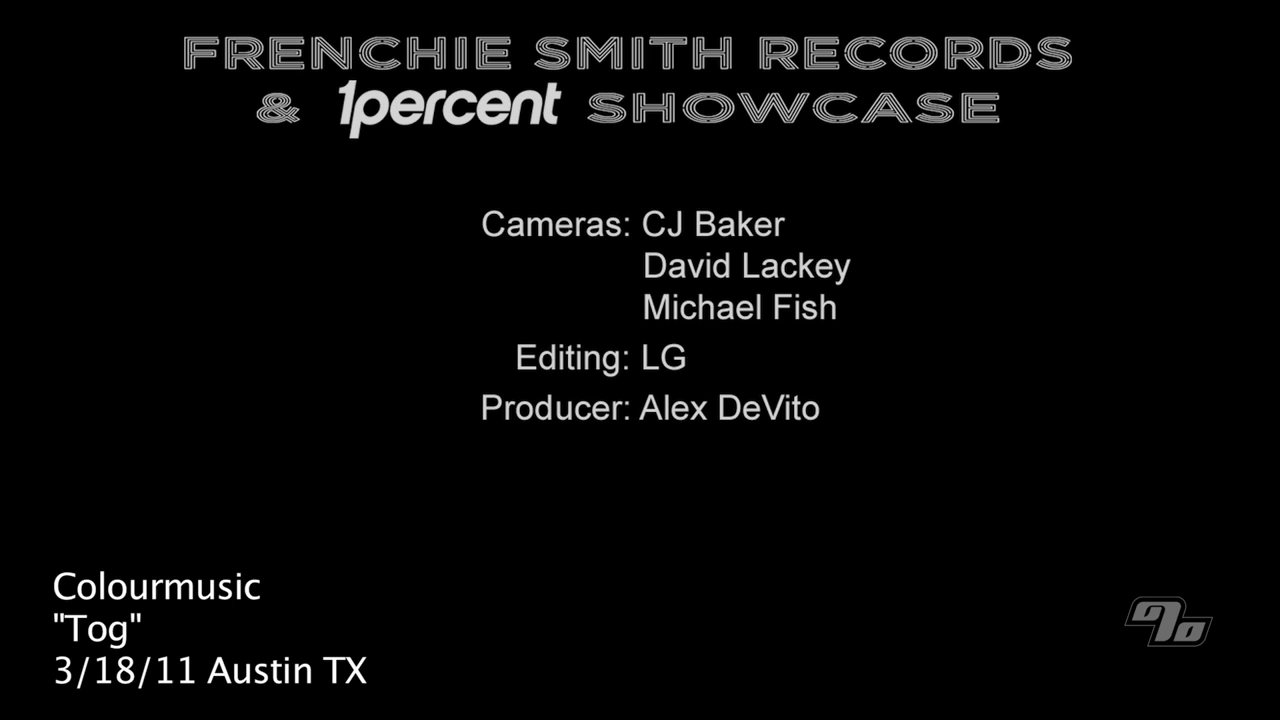 FRENCHIE SMITH RECORDS
& 1percent SHOWCASE
Cameras: CJ Baker
David Lackey
Michael Fish
Editing: LG
Producer: Alex DeVito
Colourmusic
"Tog"
3/18/11 Austin TX